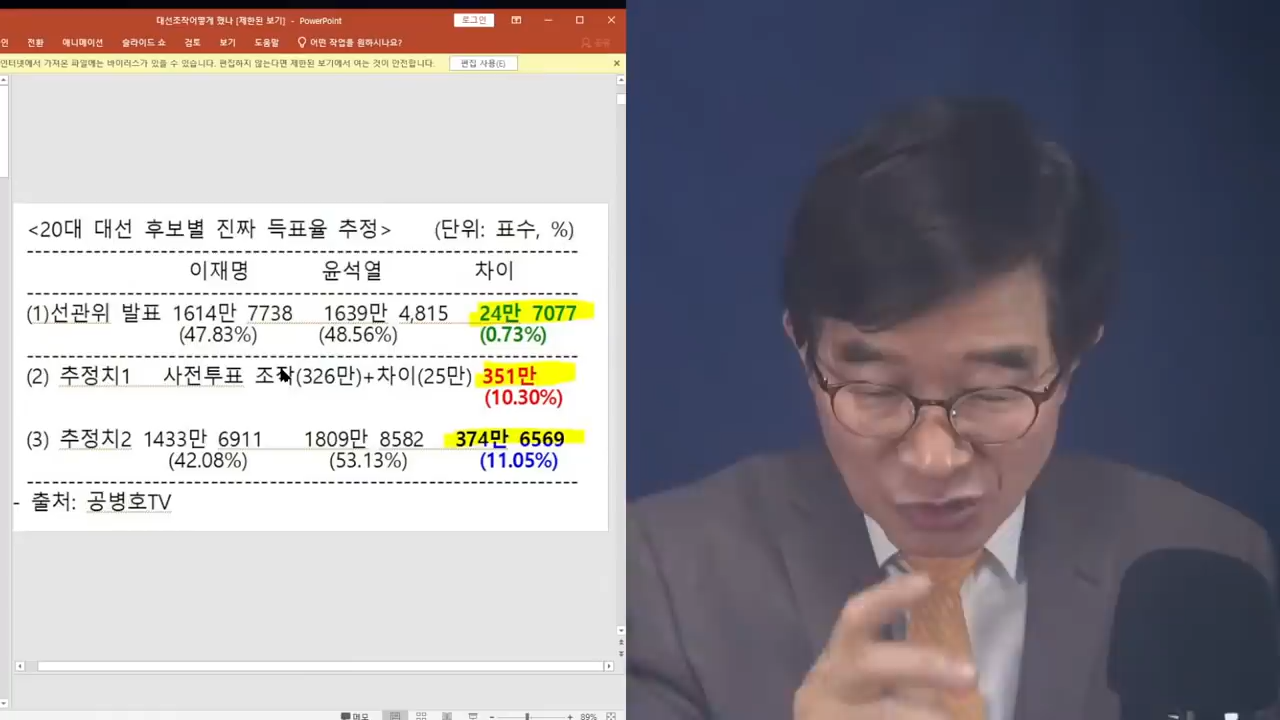 대선조작어떻게 했나 [제한된 보기] - PowerPoint
로그인
인 전환 애니메이션 슬라이드 쇼 검토 보기 도움말 어떤 작업을 원하시나요? 공유
인터넷에서 가져온 파일에는 바이러스가 있을 수 있습니다. 편집하지 않는다면 제한된 보기에서 여는 것이 안전합니다. 편집 사용(E)
<20대 대선 후보별 진짜 득표율 추정> (단위: 표수, %)
이재명 윤석열 차이
(1)선관위 발표 1614만 7738 1639만 4,815 24만 7077
(47.83%) (48.56%) (0.73%)
(2) 추정치1 사전투표 조작(326만)+차이(25만) 351만
(10.30%)
(3) 추정치2 1433만 6911 1809만 8582 374만 6569
(42.08%) (53.13%) (11.05%)
- 출처: 공병호TV
메모 89%